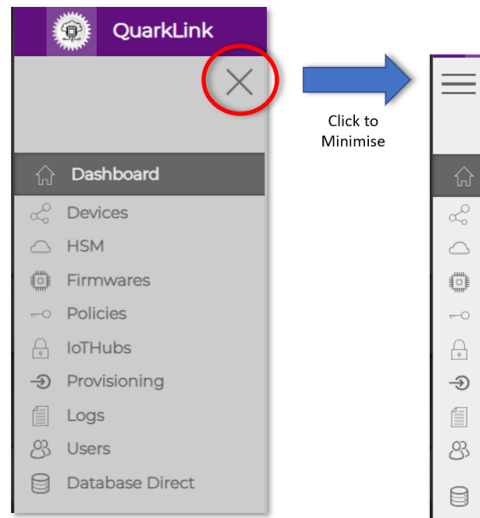 QuarkLink
Click to
Minimise
Dashboard
Devices
HSM
Firmwares
Policies
IoTHubs
Provisioning
Logs
Users
Database Direct